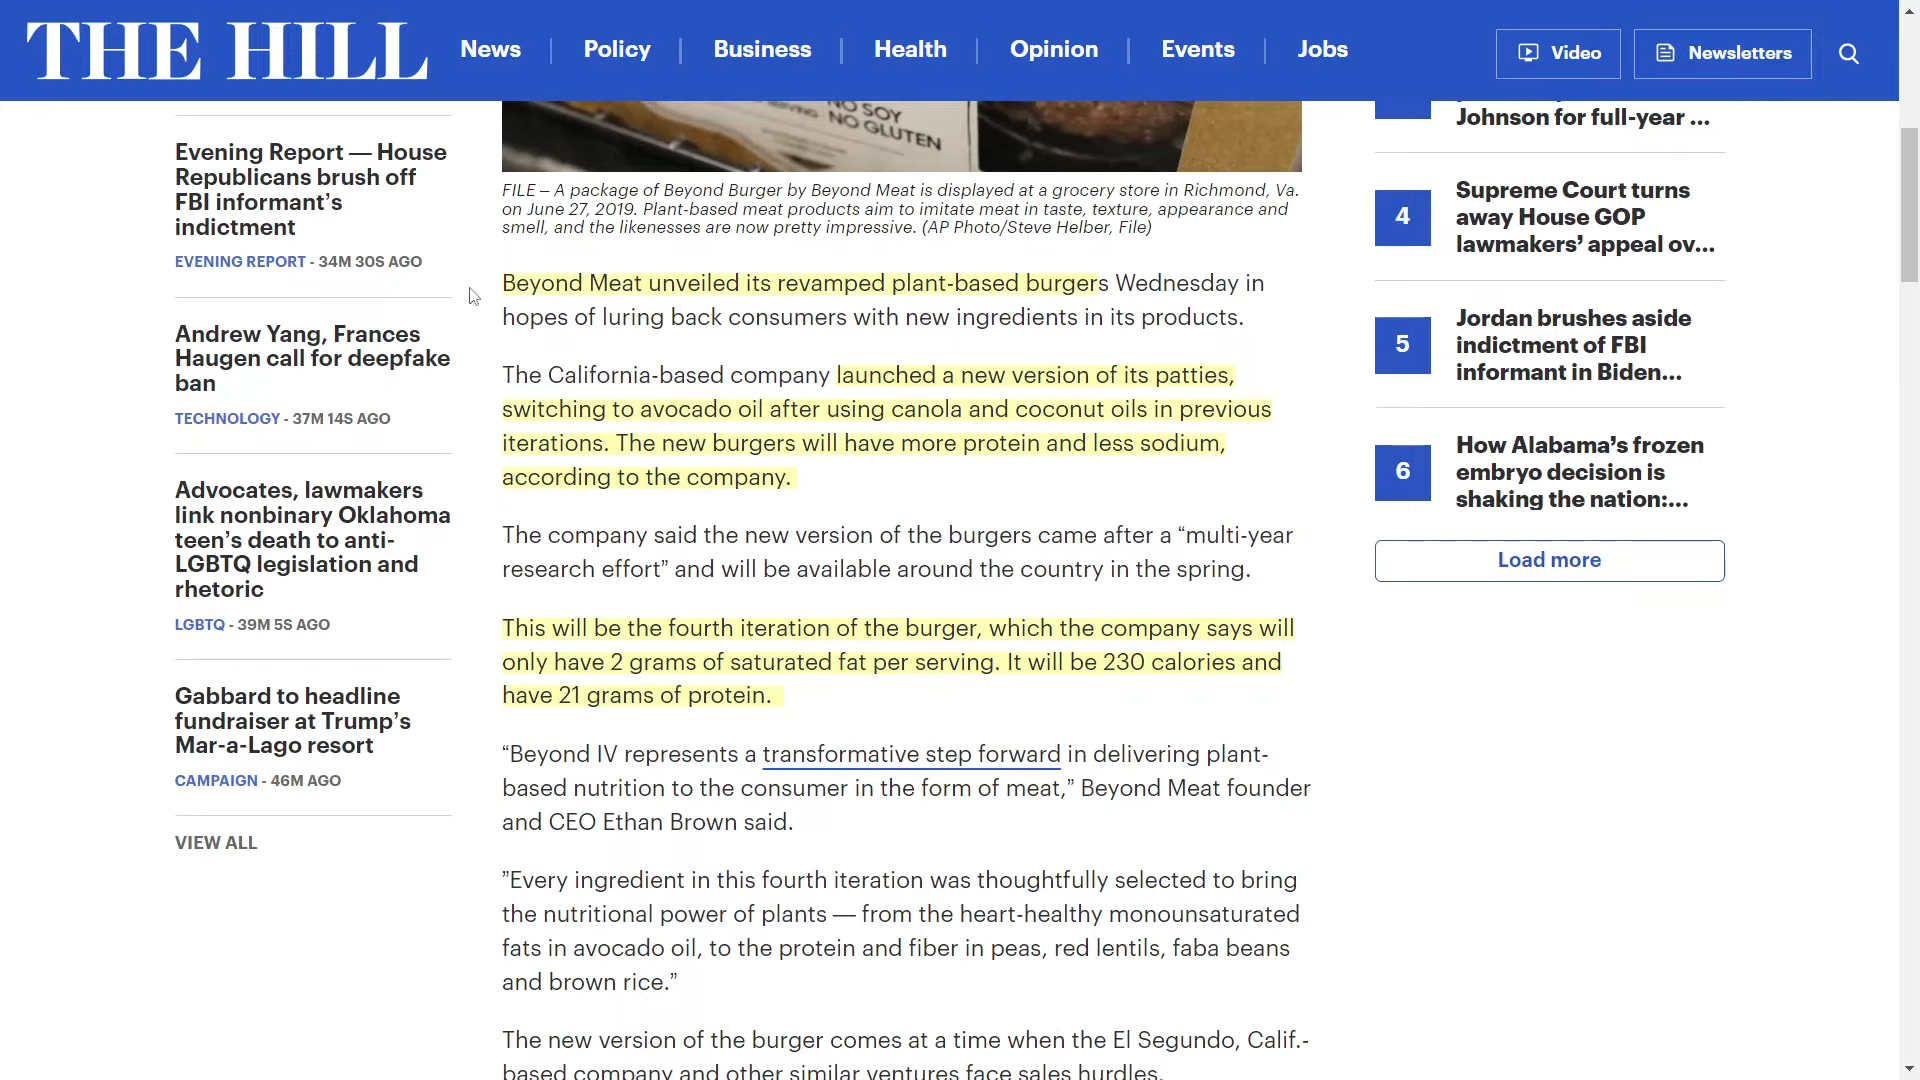 THE HILL
News
Policy
Business
Health
Opinion
Events
Jobs
Video
Newsletters
Evening Report — House
Republicans brush off
FBI informant’s
indictment
EVENING REPORT - 34M 30S AGO
Andrew Yang, Frances
Haugen call for deepfake
ban
TECHNOLOGY - 37M 14S AGO
Advocates, lawmakers
link nonbinary Oklahoma
teen’s death to anti-
LGBTQ legislation and
rhetoric
LGBTQ - 39M 5S AGO
Gabbard to headline
fundraiser at Trump’s
Mar-a-Lago resort
CAMPAIGN - 46M AGO
VIEW ALL
NO SOY
NO GLUTEN
FILE – A package of Beyond Burger by Beyond Meat is displayed at a grocery store in Richmond, Va.
on June 27, 2019. Plant-based meat products aim to imitate meat in taste, texture, appearance and
smell, and the likenesses are now pretty impressive. (AP Photo/Steve Helber, File)
Beyond Meat unveiled its revamped plant-based burgers Wednesday in
hopes of luring back consumers with new ingredients in its products.
The California-based company launched a new version of its patties,
switching to avocado oil after using canola and coconut oils in previous
iterations. The new burgers will have more protein and less sodium,
according to the company.
The company said the new version of the burgers came after a “multi-year
research effort” and will be available around the country in the spring.
This will be the fourth iteration of the burger, which the company says will
only have 2 grams of saturated fat per serving. It will be 230 calories and
have 21 grams of protein.
“Beyond IV represents a transformative step forward in delivering plant-
based nutrition to the consumer in the form of meat,” Beyond Meat founder
and CEO Ethan Brown said.
”Every ingredient in this fourth iteration was thoughtfully selected to bring
the nutritional power of plants — from the heart-healthy monounsaturated
fats in avocado oil, to the protein and fiber in peas, red lentils, faba beans
and brown rice.”
The new version of the burger comes at a time when the El Segundo, Calif.-
based company and other similar ventures face sales hurdles.
Johnson for full-year ...
4
Supreme Court turns
away House GOP
lawmakers’ appeal ov...
5
Jordan brushes aside
indictment of FBI
informant in Biden...
6
How Alabama’s frozen
embryo decision is
shaking the nation:...
Load more